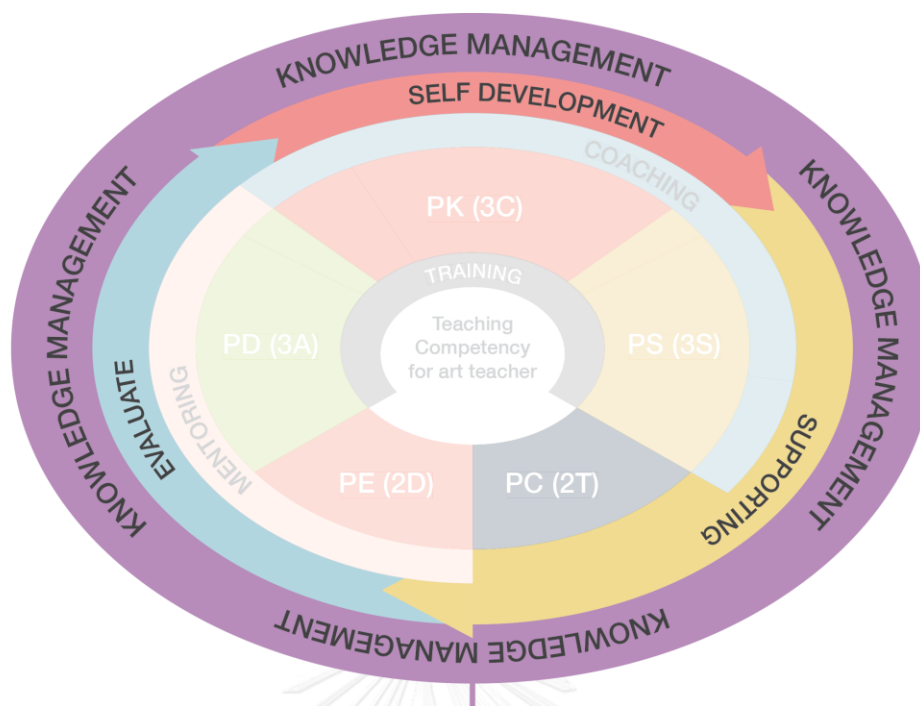 KNOWLEDGE MANAGEMENT
SELF DEVELOPMENT
COACHING
KNOWLEDGE MANAGEMENT
KNOWLEDGE MANAGEMENT
PK (3C)
TRAINING
Teaching
Competency
for art teacher
PD (3A)
PS (3S)
EVALUATE
MENTORING
PE (2D)
PC (2T)
SUPPORTING
KNOWLEDGE MANAGEMENT